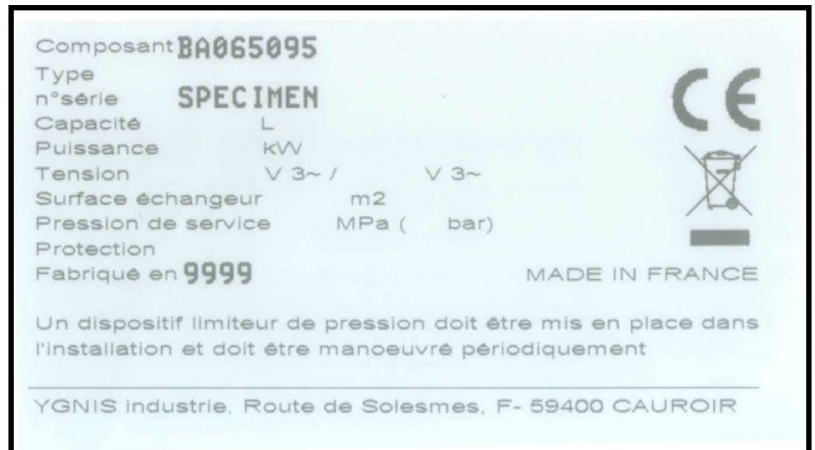 Composant BA065095
Type
n°série SPECIMEN
Capacité L
Puissance kW
Tension V 3~ / V 3~
Surface échangeur m2
Pression de service MPa ( bar)
Protection
Fabriqué en 9999 MADE IN FRANCE
CE
Un dispositif limiteur de pression doit être mis en place dans
l'installation et doit être manoeuvré périodiquement
YGNIS industrie, Route de Solesmes, F- 59400 CAUROIR